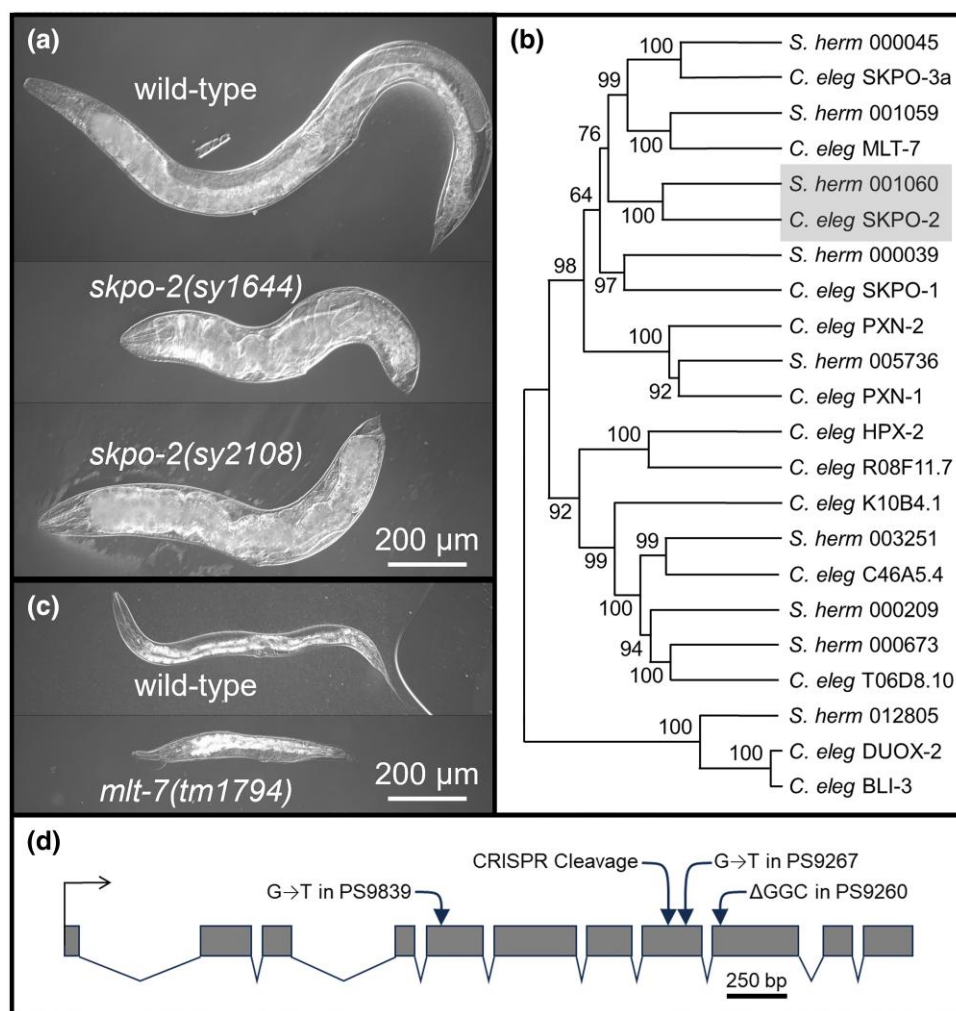 (a)
wild-type
skpo-2(sy1644)
skpo-2(sy2108)
200 µm
(b)
100
S. herm 000045
C. eleg SKPO-3a
99
S. herm 001059
100
C. eleg MLT-7
76
S. herm 001060
100
C. eleg SKPO-2
64
S. herm 000039
97
C. eleg SKPO-1
98
C. eleg PXN-2
100
S. herm 005736
92
C. eleg PXN-1
C. eleg HPX-2
100
C. eleg R08F11.7
92
C. eleg K10B4.1
99
S. herm 003251
99
C. eleg C46A5.4
100
S. herm 000209
94
S. herm 000673
100
C. eleg T06D8.10
S. herm 012805
100
C. eleg DUOX-2
100
C. eleg BLI-3
(c)
wild-type
mlt-7(tm1794)
200 µm
(d)
CRISPR Cleavage
G→T in PS9267
G→T in PS9839
ΔGGC in PS9260
250 bp